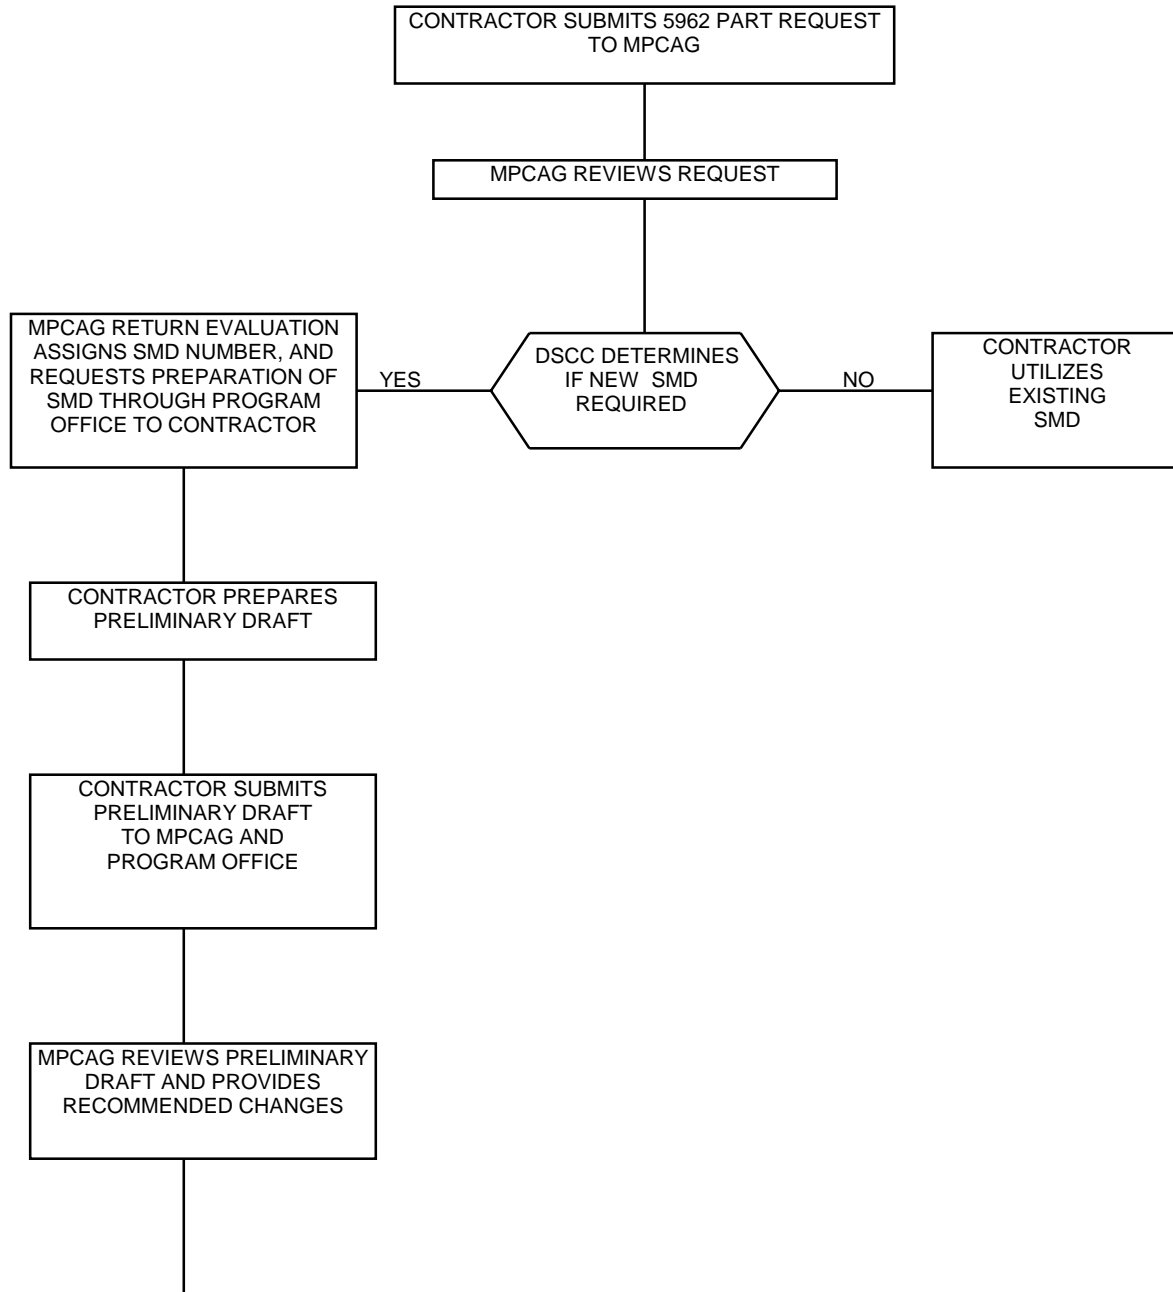 CONTRACTOR SUBMITS 5962 PART REQUEST
TO MPCAG
MPCAG REVIEWS REQUEST
MPCAG RETURN EVALUATION
ASSIGNS SMD NUMBER, AND
REQUESTS PREPARATION OF
SMD THROUGH PROGRAM
OFFICE TO CONTRACTOR
YES
DSCC DETERMINES
IF NEW SMD
REQUIRED
NO
CONTRACTOR
UTILIZES
EXISTING
SMD
CONTRACTOR PREPARES
PRELIMINARY DRAFT
CONTRACTOR SUBMITS
PRELIMINARY DRAFT
TO MPCAG AND
PROGRAM OFFICE
MPCAG REVIEWS PRELIMINARY
DRAFT AND PROVIDES
RECOMMENDED CHANGES